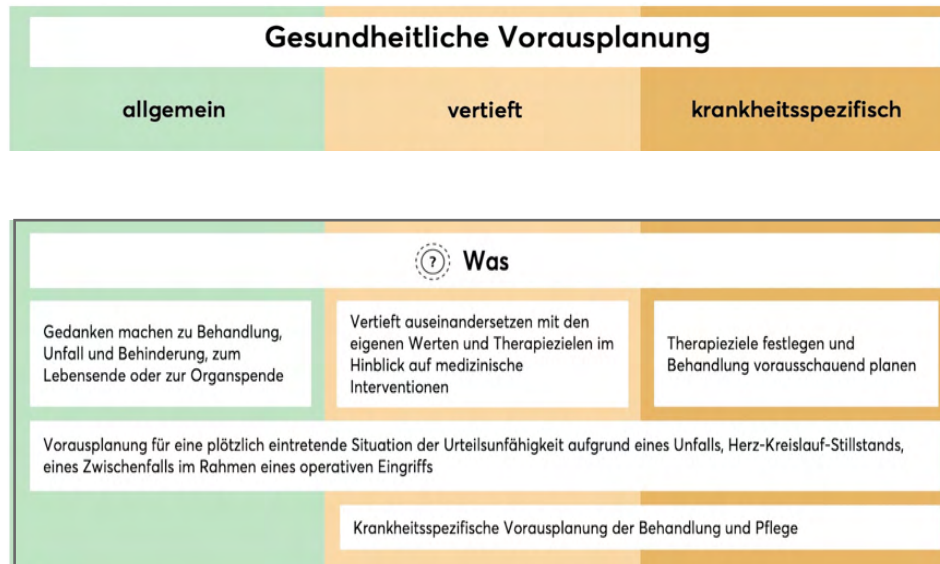 Gesundheitliche Vorausplanung
allgemein
vertieft
krankheitsspezifisch
? Was
Gedanken machen zu Behandlung,
Unfall und Behinderung, zum
Lebensende oder zur Organspende
Vertieft auseinandersetzen mit den
eigenen Werten und Therapiezielen im
Hinblick auf medizinische
Interventionen
Therapieziele festlegen und
Behandlung vorausschauend planen
Vorausplanung für eine plötzlich eintretende Situation der Urteilsunfähigkeit aufgrund eines Unfalls, Herz-Kreislauf-Stillstands,
eines Zwischenfalls im Rahmen eines operativen Eingriffs
Krankheitsspezifische Vorausplanung der Behandlung und Pflege